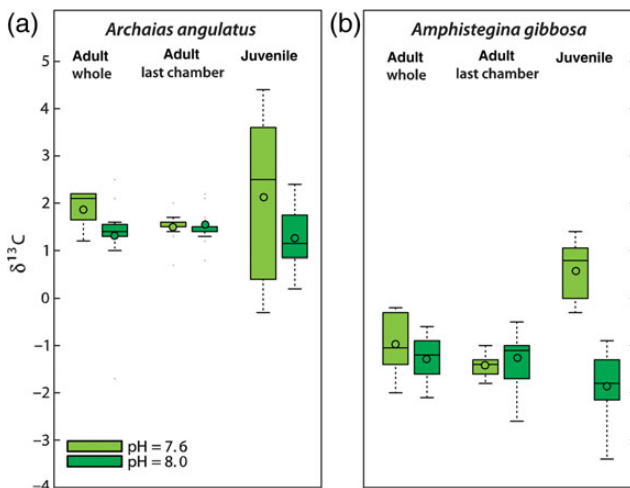 (a)
Archaias angulatus
Adult whole
Adult last chamber
Juvenile
5
4
3
2
1
0
−1
−2
−3
−4
δ¹³C
pH = 7.6
pH = 8.0
(b)
Amphistegina gibbosa
Adult whole
Adult last chamber
Juvenile